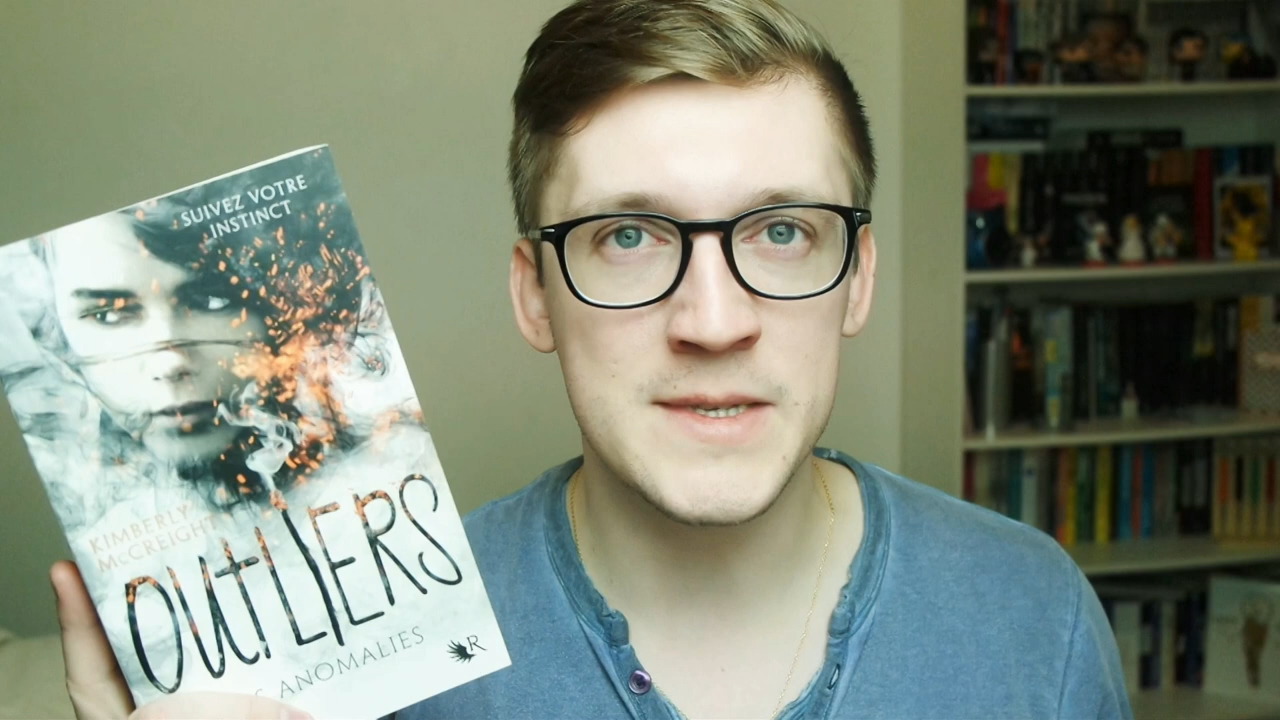 SUIVEZ VOTRE
INSTINCT
KIMBERLY
McCREIGHT
OUTLIERS
S ANOMALIES
R